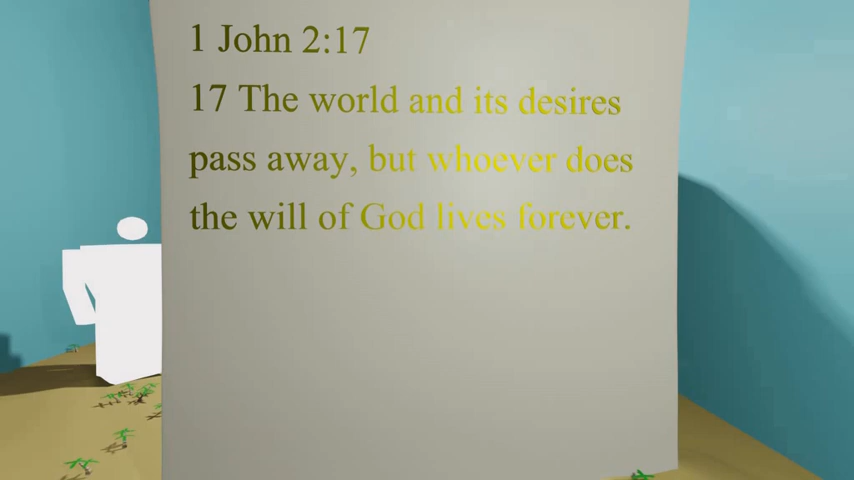 1 John 2:17
17 The world and its desires
pass away, but whoever does
the will of God lives forever.